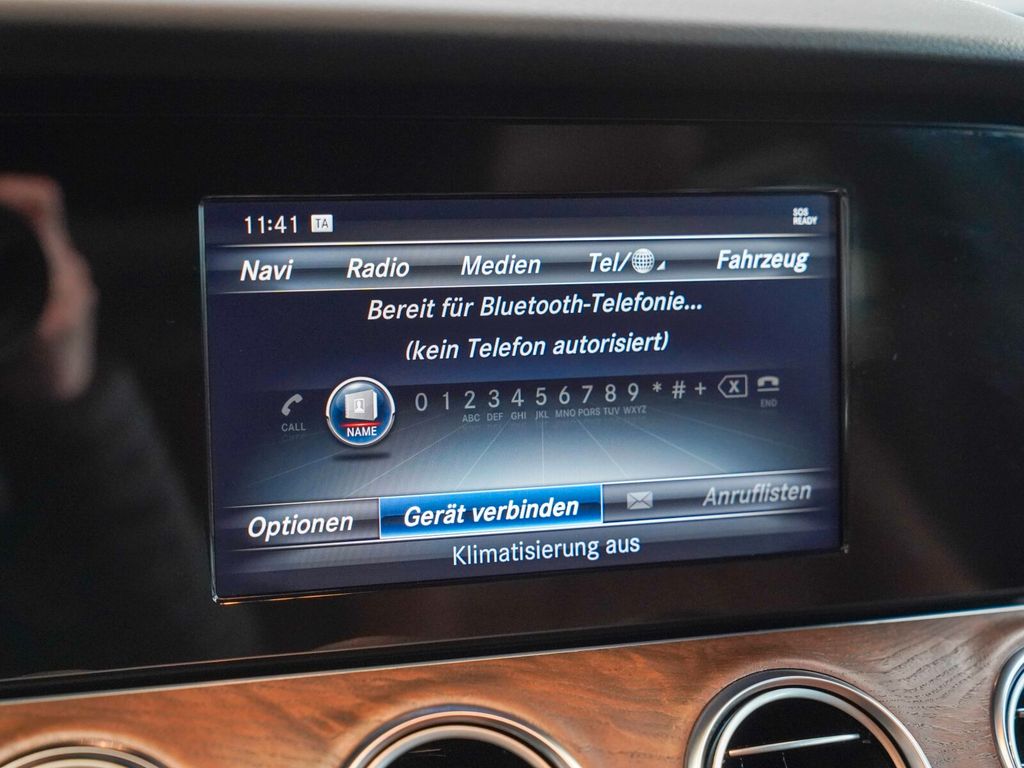 11:41 TA SOS READY
Navi Radio Medien Tel/ Fahrzeug
Bereit für Bluetooth-Telefonie...
(kein Telefon autorisiert)
CALL NAME 0 1 2 3 4 5 6 7 8 9 * # + X END
ABC DEF GHI JKL MNO PQRS TUV WXYZ
Optionen Gerät verbinden Anruflisten
Klimatisierung aus